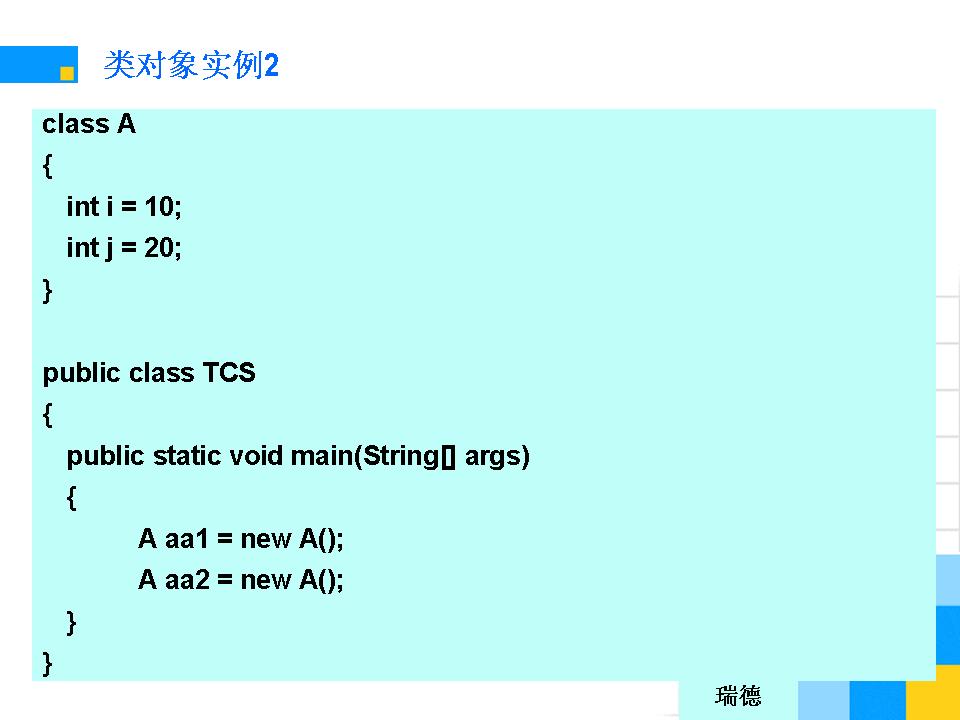 类对象实例2
class A
{
int i = 10;
int j = 20;
}
public class TCS
{
public static void main(String[] args)
{
A aa1 = new A();
A aa2 = new A();
}
}
瑞德